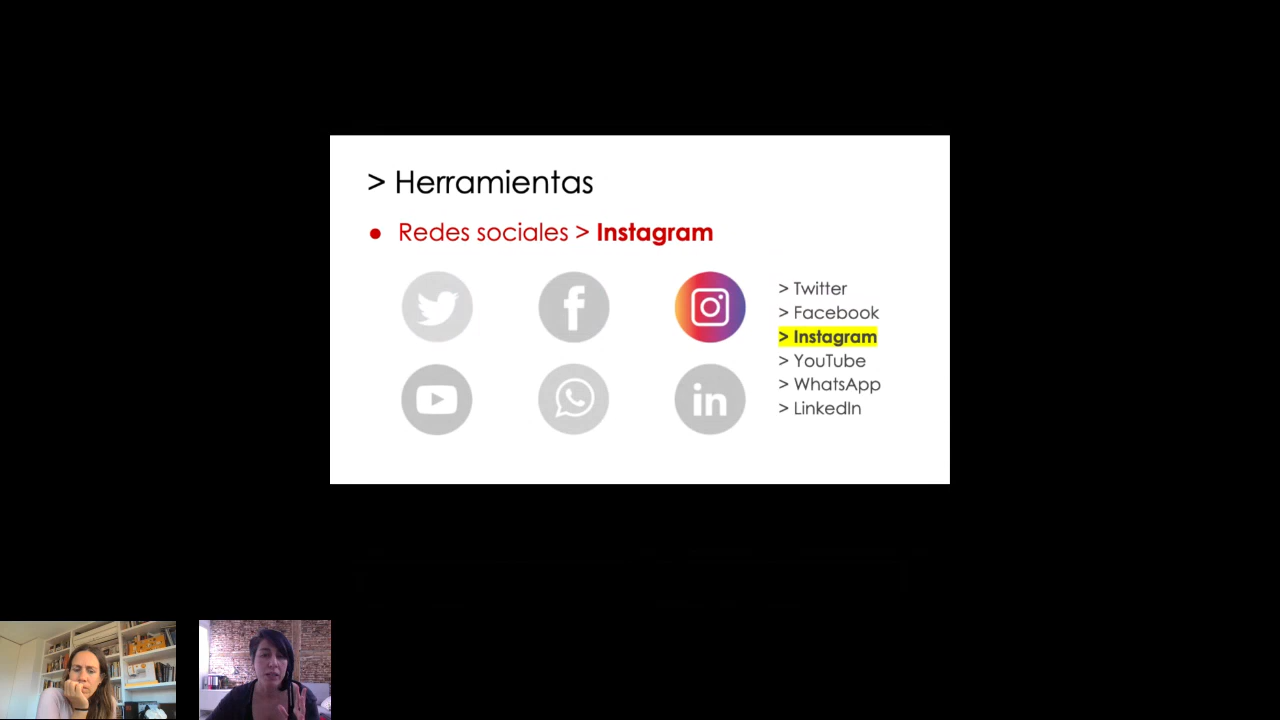 > Herramientas
● Redes sociales > Instagram
> Twitter
> Facebook
> Instagram
> YouTube
> WhatsApp
> LinkedIn